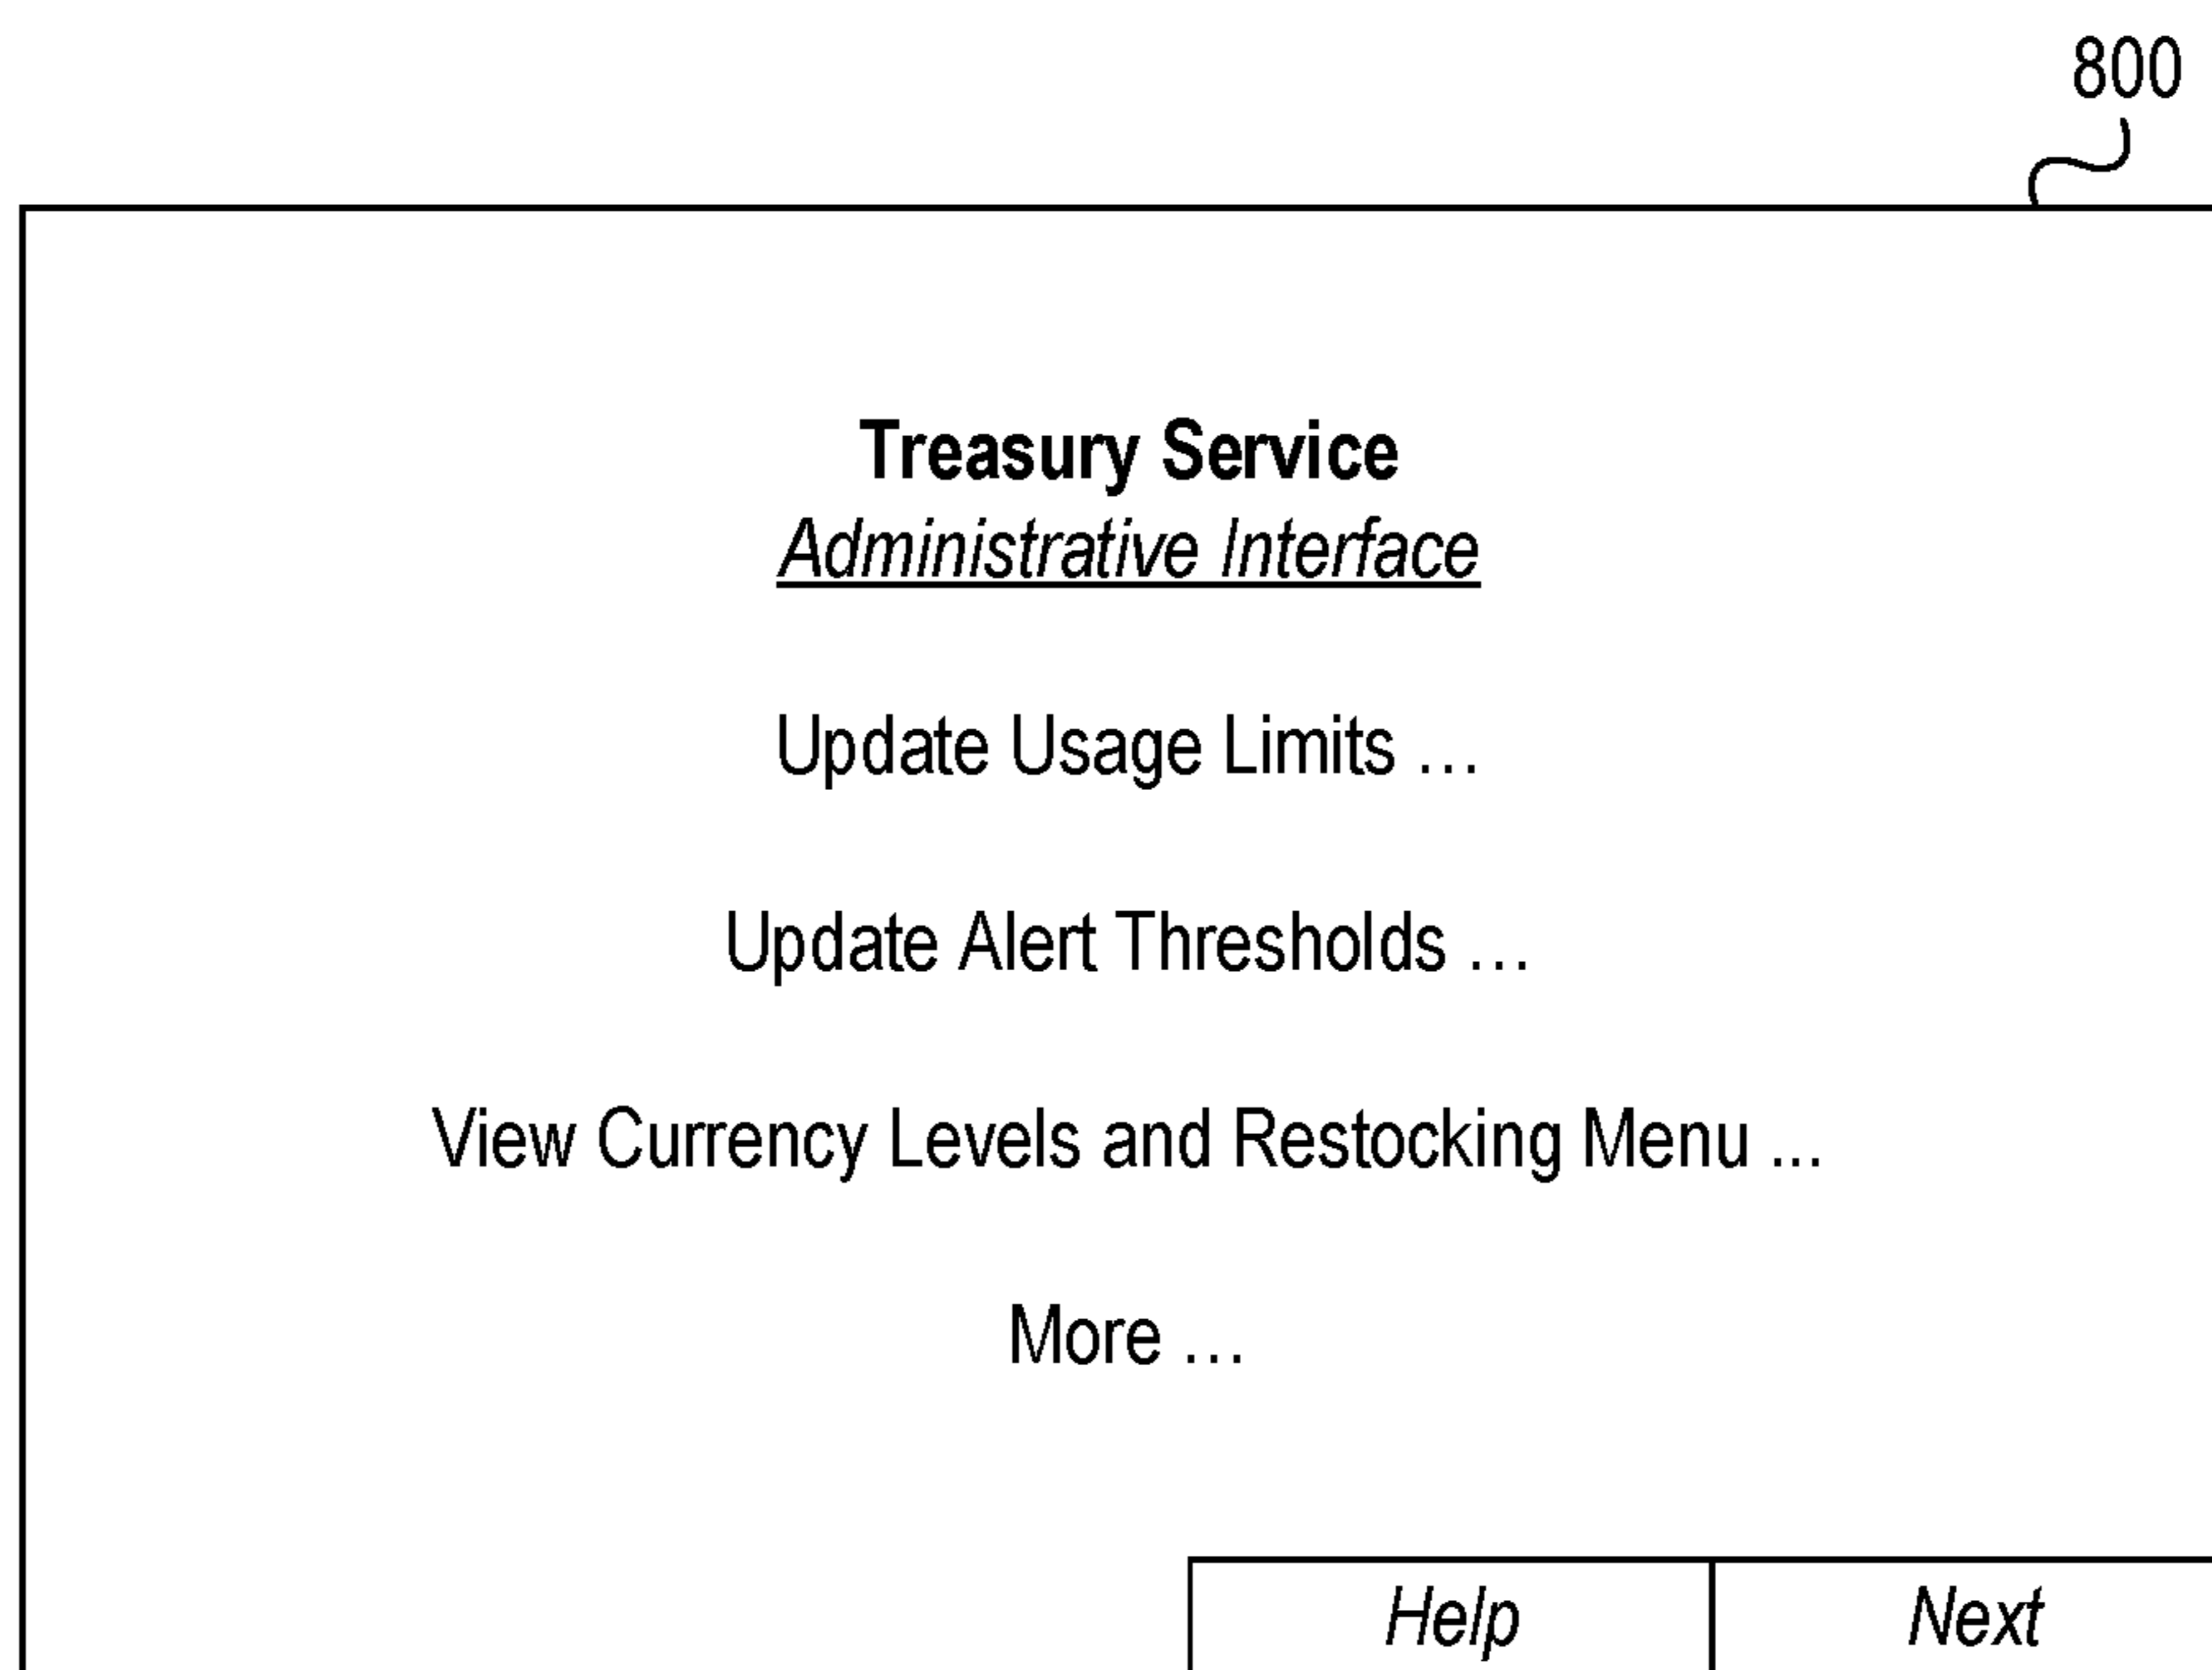 800
Treasury Service
Administrative Interface
Update Usage Limits ...
Update Alert Thresholds ...
View Currency Levels and Restocking Menu ...
More ...
Help Next